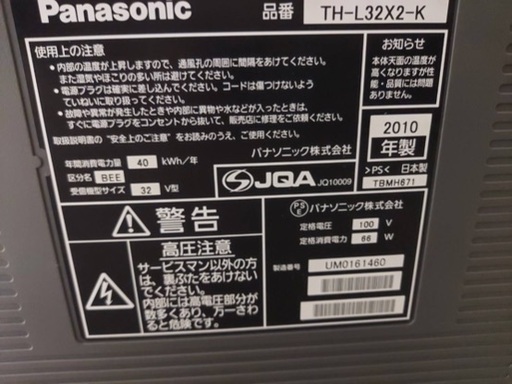 Panasonic
品番 TH-L32X2-K
使用上の注意
・内部の温度が上昇しますので、通風孔の周囲に間隔をあけてください。
また湿気やほこりの多い所は避けてください。
・電源プラグは確実に差し込んでください。コードは傷つけないよう
ていねいに取り扱ってください。
・故障や異常が発生したときや内部に異物や水などが入ったときは、
すぐに電源プラグをコンセントから抜いて、販売店に修理をご依頼ください。
取扱説明書の“安全上のご注意”をお読みのうえ、ご使用ください。
パナソニック株式会社
お知らせ
本体天面の温度が
高くなりますが性能
・品質には問題
ありません。
年間消費電力量 40 kWh/年
区分名 BEE
受信機型サイズ 32 V型
JQA JQ10009
2010
年製
>PS< 日本製
TBMH671
警告
高圧注意
サービスマン以外の方
は、裏ぶたをあけない
でください。
内部には高電圧部分が
数多くあり、万一さわ
ると危険です。
PSE パナソニック株式会社
定格電圧 100 V
定格消費電力 66 W
製造番号 UM0161460